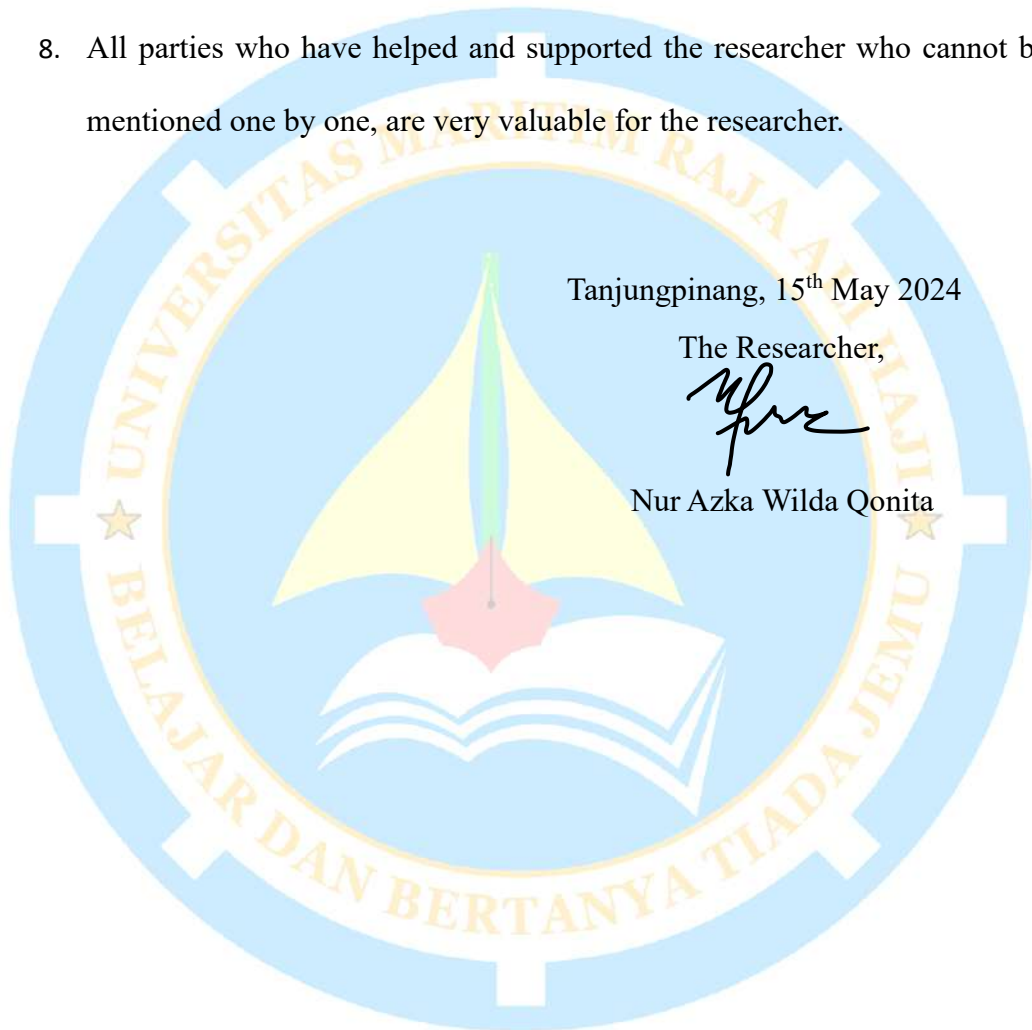 8. All parties who have helped and supported the researcher who cannot b
mentioned one by one, are very valuable for the researcher.
UNIVERSITAS MARITIM RAJA ALI HAJI
Tanjungpinang, 15th May 2024
The Researcher,
Nur Azka Wilda Qonita
BELAJAR DAN BERTANYA TIADA JEMU